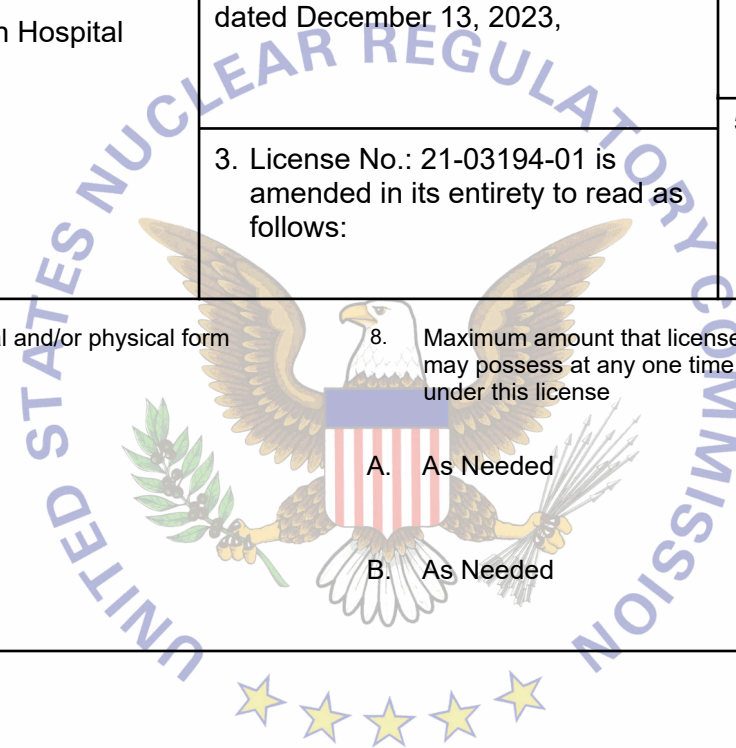 n Hospital
dated December 13, 2023,
3. License No.: 21-03194-01 is
amended in its entirety to read as
follows:
l and/or physical form
8. Maximum amount that license
may possess at any one time
under this license
A. As Needed
B. As Needed
UNITED STATES NUCLEAR REGULATORY COMMISSION